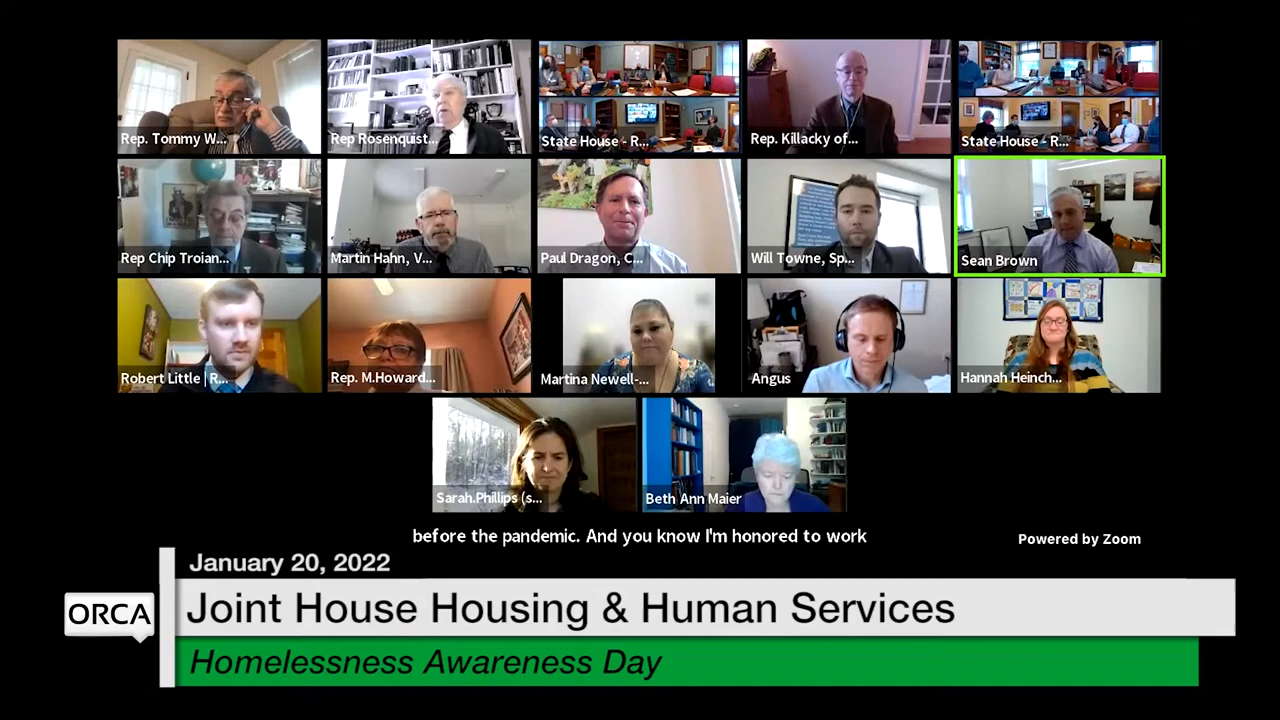 Rep. Tommy W...
Rep Rosenquist...
State House - R...
Rep. Killacky of...
State House - R...
Rep Chip Troian...
Martin Hahn, V...
Paul Dragon, C...
Will Towne, Sp...
Sean Brown
Robert Little | R...
Rep. M.Howard...
Martina Newell-...
Angus
Hannah Heinch...
Sarah.Phillips (s...
Beth Ann Maier
before the pandemic. And you know I'm honored to work
Powered by Zoom
January 20, 2022
ORCA
Joint House Housing & Human Services
Homelessness Awareness Day